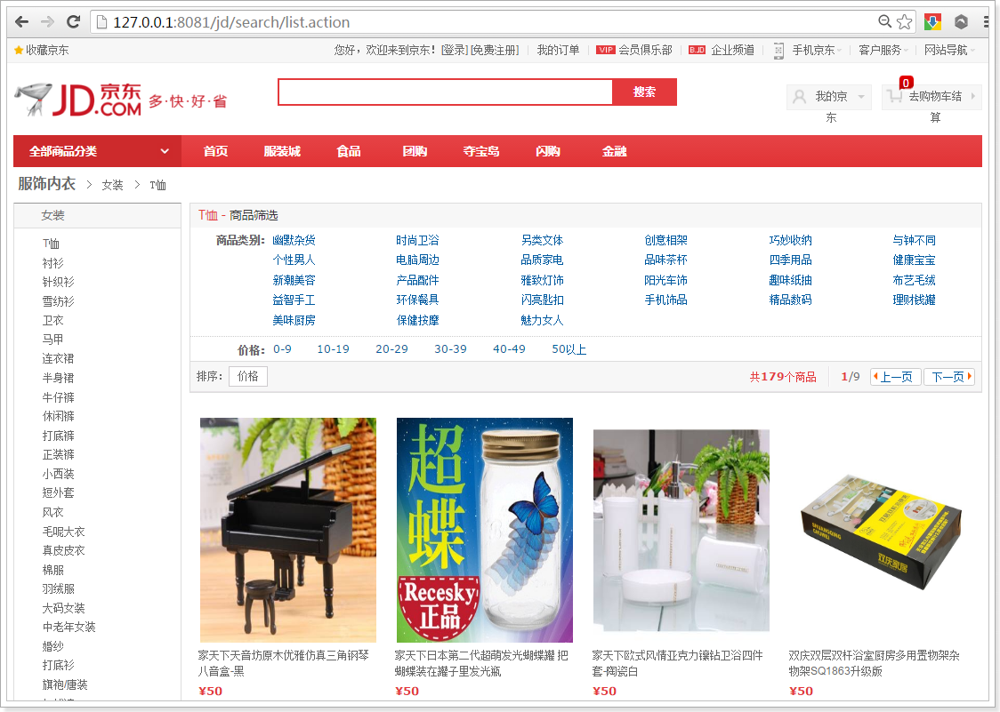 127.0.0.1:8081/jd/search/list.action
收藏京东
您好，欢迎来到京东！[登录] [免费注册] 我的订单 VIP 会员俱乐部 B.JD 企业频道 手机京东 客户服务 网站导航
JD.COM 京东 多·快·好·省
搜索
我的京东
0
去购物车结算
全部商品分类 首页 服装城 食品 团购 夺宝岛 闪购 金融
服饰内衣 > 女装 > T恤
女装
T恤
衬衫
针织衫
雪纺衫
卫衣
马甲
连衣裙
半身裙
牛仔裤
休闲裤
打底裤
正装裤
小西装
短外套
风衣
毛呢大衣
真皮皮衣
棉服
羽绒服
大码女装
中老年女装
婚纱
打底衫
旗袍/唐装
T恤 - 商品筛选
商品类别： 幽默杂货 时尚卫浴 另类文体 创意相架 巧妙收纳 与钟不同
个性男人 电脑周边 品质家电 品味茶杯 四季用品 健康宝宝
新潮美容 产品配件 雅致灯饰 阳光车饰 趣味纸抽 布艺毛绒
益智手工 环保餐具 闪亮匙扣 手机饰品 精品数码 理财钱罐
美味厨房 保健按摩 魅力女人
价格： 0-9 10-19 20-29 30-39 40-49 50以上
排序： 价格 共179个商品 1/9 上一页 下一页
超蝶
Recesky
正品
双庆家居
家天下天音坊原木优雅仿真三角钢琴
八音盒-黑
¥50
家天下日本第二代超萌发光蝴蝶罐 把
蝴蝶装在罐子里发光瓶
¥50
家天下欧式风情亚克力镶钻卫浴四件
套-陶瓷白
¥50
双庆双层双杆浴室厨房多用置物架杂
物架SQ1863升级版
¥50